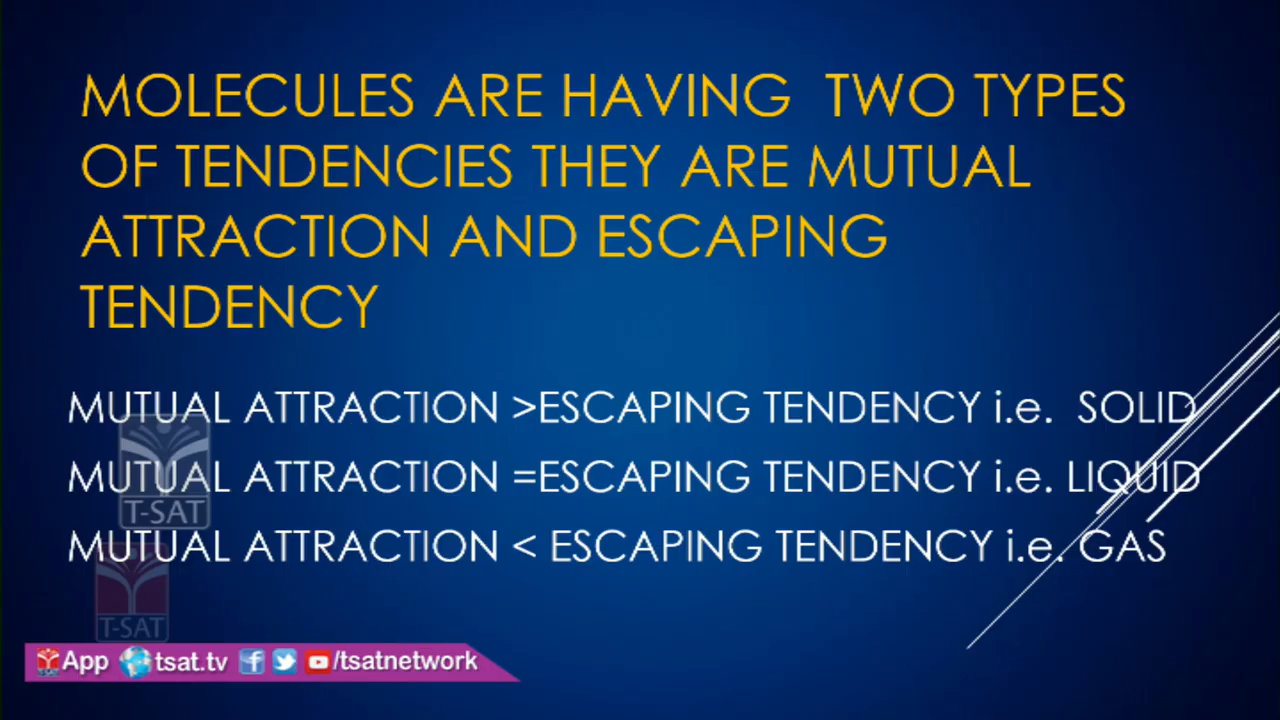 MOLECULES ARE HAVING TWO TYPES
OF TENDENCIES THEY ARE MUTUAL
ATTRACTION AND ESCAPING
TENDENCY
MUTUAL ATTRACTION >ESCAPING TENDENCY i.e. SOLID
MUTUAL ATTRACTION =ESCAPING TENDENCY i.e. LIQUID
T-SAT
MUTUAL ATTRACTION < ESCAPING TENDENCY i.e. GAS
T-SAT
App tsat.tv /tsatnetwork